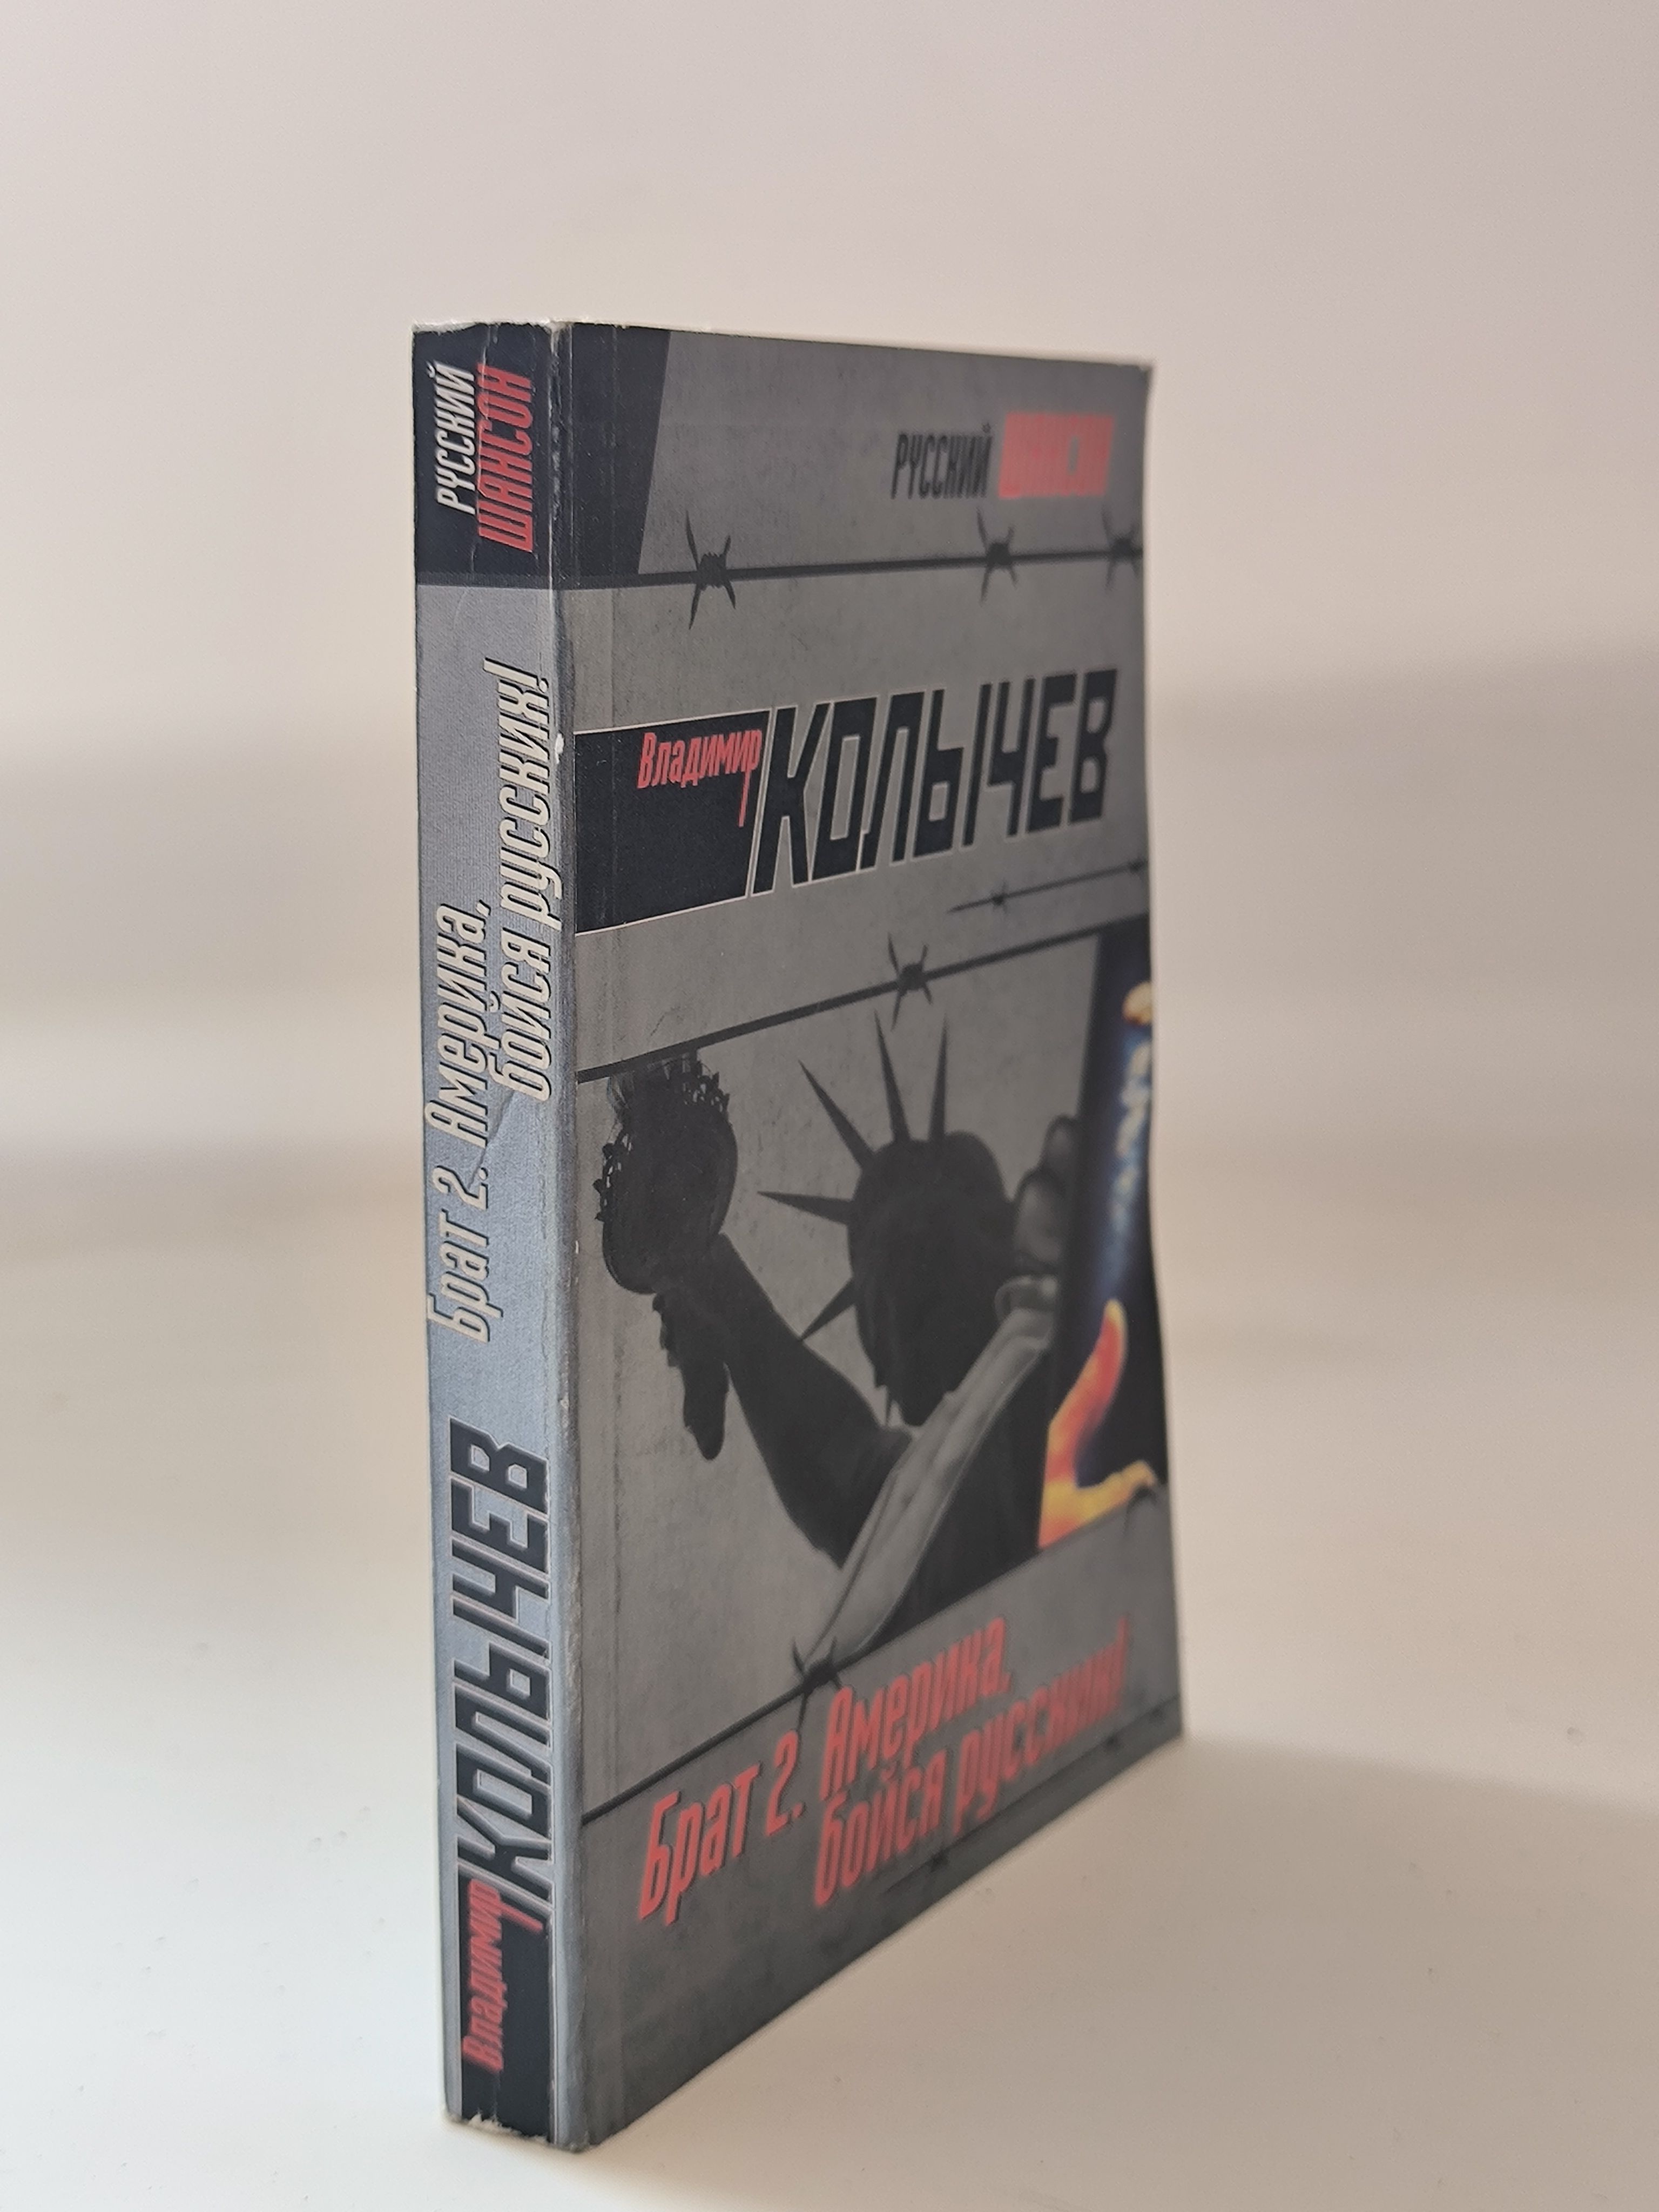 РУССКИЙ
ШАНСОН
Брат 2. Америка,
бойся русских!
Владимир КОЛЫЧЕВ
РУССКИЙ ШАНСОН
Владимир КОЛЫЧЕВ
Брат 2. Америка,
бойся русских!